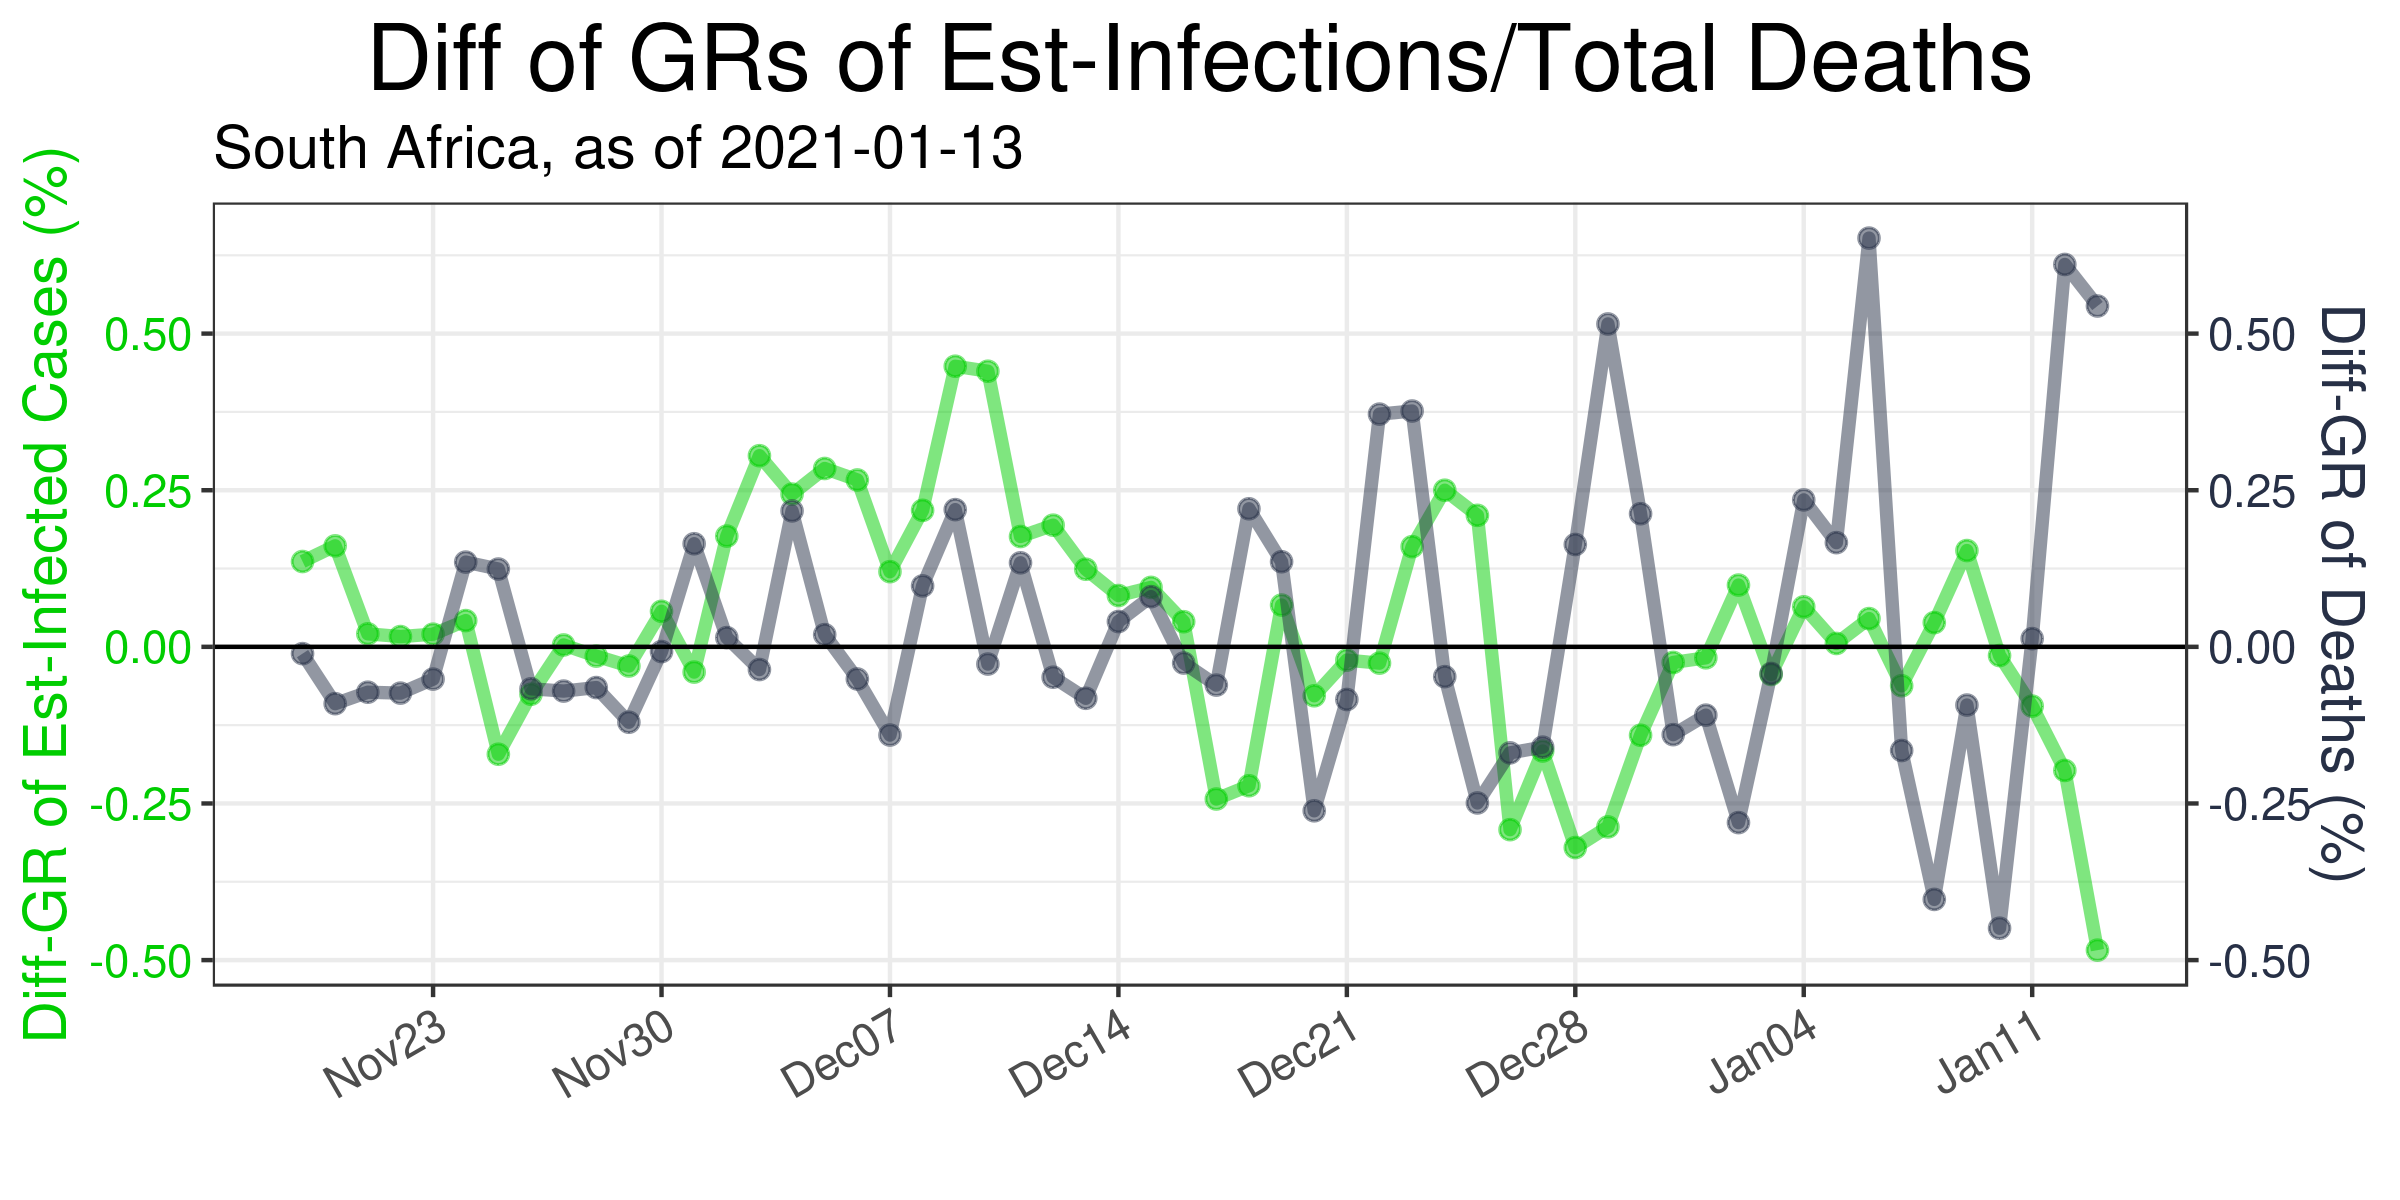 Diff of GRs of Est-Infections/Total Deaths
South Africa, as of 2021-01-13
Diff-GR of Est-Infected Cases (%)
0.50
0.25
0.00
-0.25
-0.50
0.50
0.25
0.00
-0.25
-0.50
Diff-GR of Deaths (%)
Nov23
Nov30
Dec07
Dec14
Dec21
Dec28
Jan04
Jan11